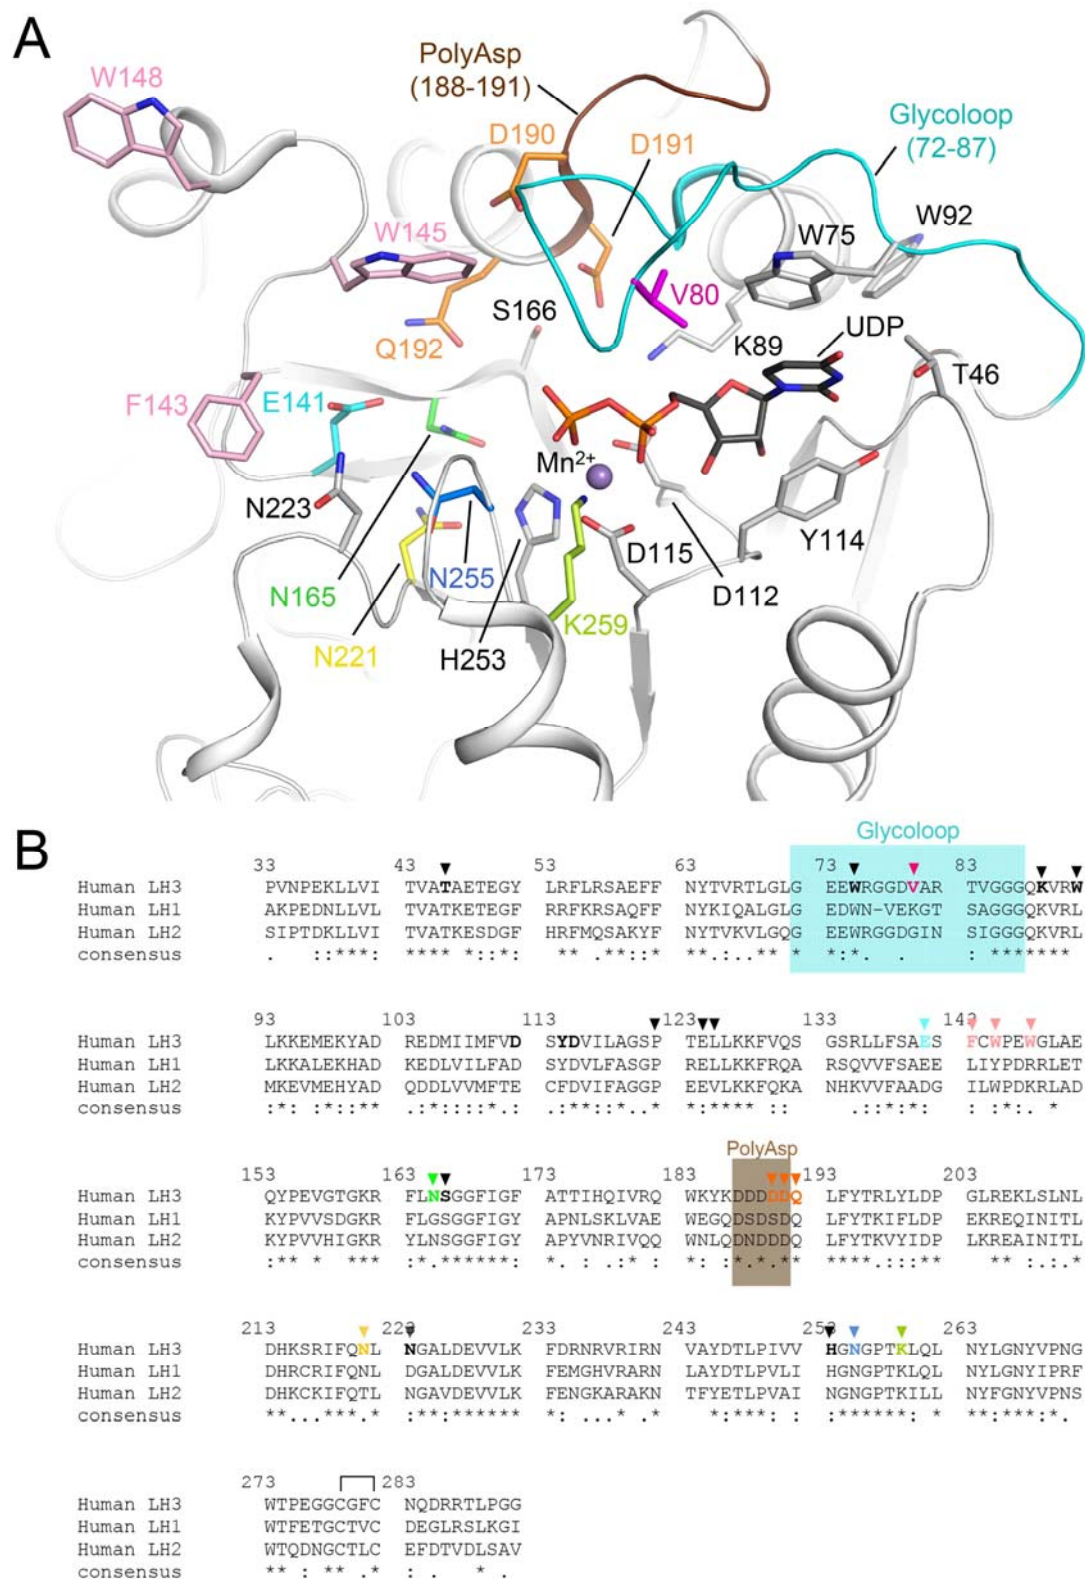 A
W148
PolyAsp
(188-191)
D190
D191
Glycoloop
(72-87)
W145
W75
W92
S166
V80
Q192
K89
UDP
T46
F143
E141
Mn2+
N223
D115
Y114
N165
N255
D112
N221
H253
K259
B
Glycoloop
33 43 53 63 73 83
Human LH3 PVNPEKLLVI TVATAETEGY LRFLRSAEFF NYTVRTLGLG EEWRGGDVAR TVGGGQKVRW
Human LH1 AKPEDNLLVL TVATKETEGF RRFKRSAQFF NYKIQALGLG EDWN-VEKGT SAGGGQKVRL
Human LH2 SIPTDKLLVI TVATKESDGF HRFMQSAKYF NYTVKVLGQG EEWRGGDGIN SIGGGQKVRL
consensus
93 103 113 123 133 143
Human LH3 LKKEMEKYAD REDMIIMFVD SYDVILAGSP TELLKKFVQS GSRLLFSAES FCWPEWGLAE
Human LH1 LKKALEKHAD KEDLVILFAD SYDVLFASGP RELLKKFRQA RSQVVFSAEE LIYPDRRLET
Human LH2 MKEVMEHYAD QDDLVVMFTE CFDVIFAGGP EEVLKKFQKA NHKVVFAADG ILWPDKRLAD
consensus
PolyAsp
153 163 173 183 193 203
Human LH3 QYPEVGTGKR FLNSGGFIGF ATTIHQIVRQ WKYKDDDDDQ LFYTRLYLDP GLREKLSLNL
Human LH1 KYPVVSDGKR FLGSGGFIGY APNLSKLVAE WEGQDSDSDQ LFYTKIFLDP EKREQINITL
Human LH2 KYPVVHIGKR YLNSGGFIGY APYVNRIVQQ WNLQDNDDDQ LFYTKVYIDP LKREAINITL
consensus
213 223 233 243 253 263
Human LH3 DHKSRIFQNL NGALDEVVLK FDRNRVRIRN VAYDTLPIVV HGNGPTKLQL NYLGNYVPNG
Human LH1 DHRCRIFQNL DGALDEVVLK FEMGHVRARN LAYDTLPVLI HGNGPTKLQL NYLGNYIPRF
Human LH2 DHKCKIFQTL NGAVDEVVLK FENGKARAKN TFYETLPVAI NGNGPTKILL NYFGNYVPNS
consensus
273 283
Human LH3 WTPEGGCGFC NQDRRTLPGG
Human LH1 WTFETGCTVC DEGLRSLKGI
Human LH2 WTQDNGCTLC EFDTVDLSAV
consensus